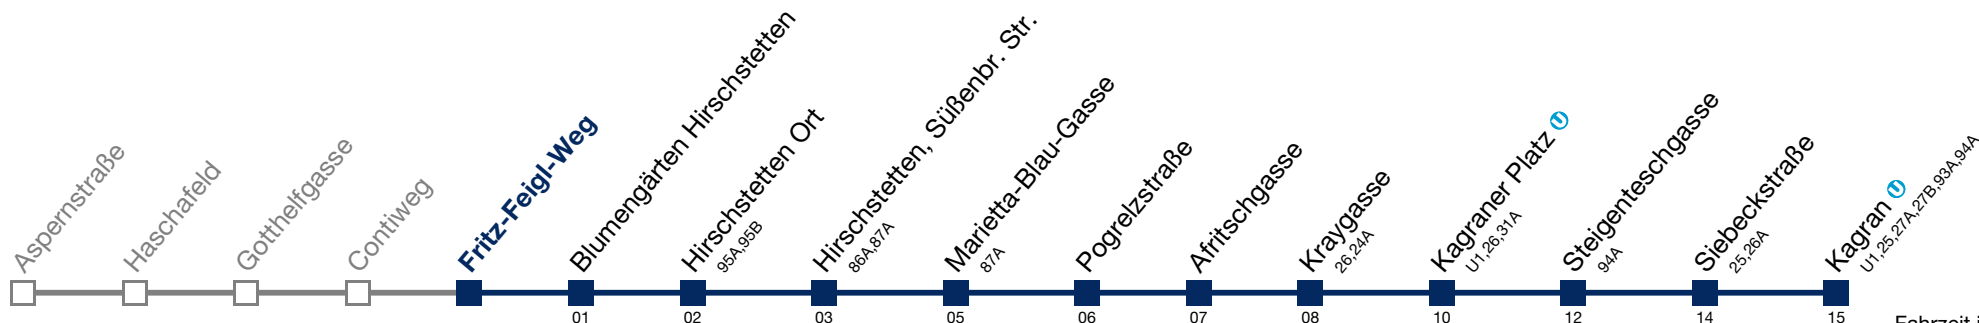 Aspernstraße
Haschafeld
Gotthelfgasse
Contiweg
Fritz-Feigl-Weg
Blumengärten Hirschstetten
Hirschstetten Ort
95A,95B
Hirschstetten, Süßenbr. Str.
86A,87A
Marietta-Blau-Gasse
87A
Pogrelzstraße
Afritschgasse
Kraygasse
26,24A
Kagraner Platz U
U1,26,31A
Steigenteschgasse
94A
Siebeckstraße
25,26A
Kagran U
U1,25,27A,27B,93A,94A
01 02 03 05 06 07 08 10 12 14 15